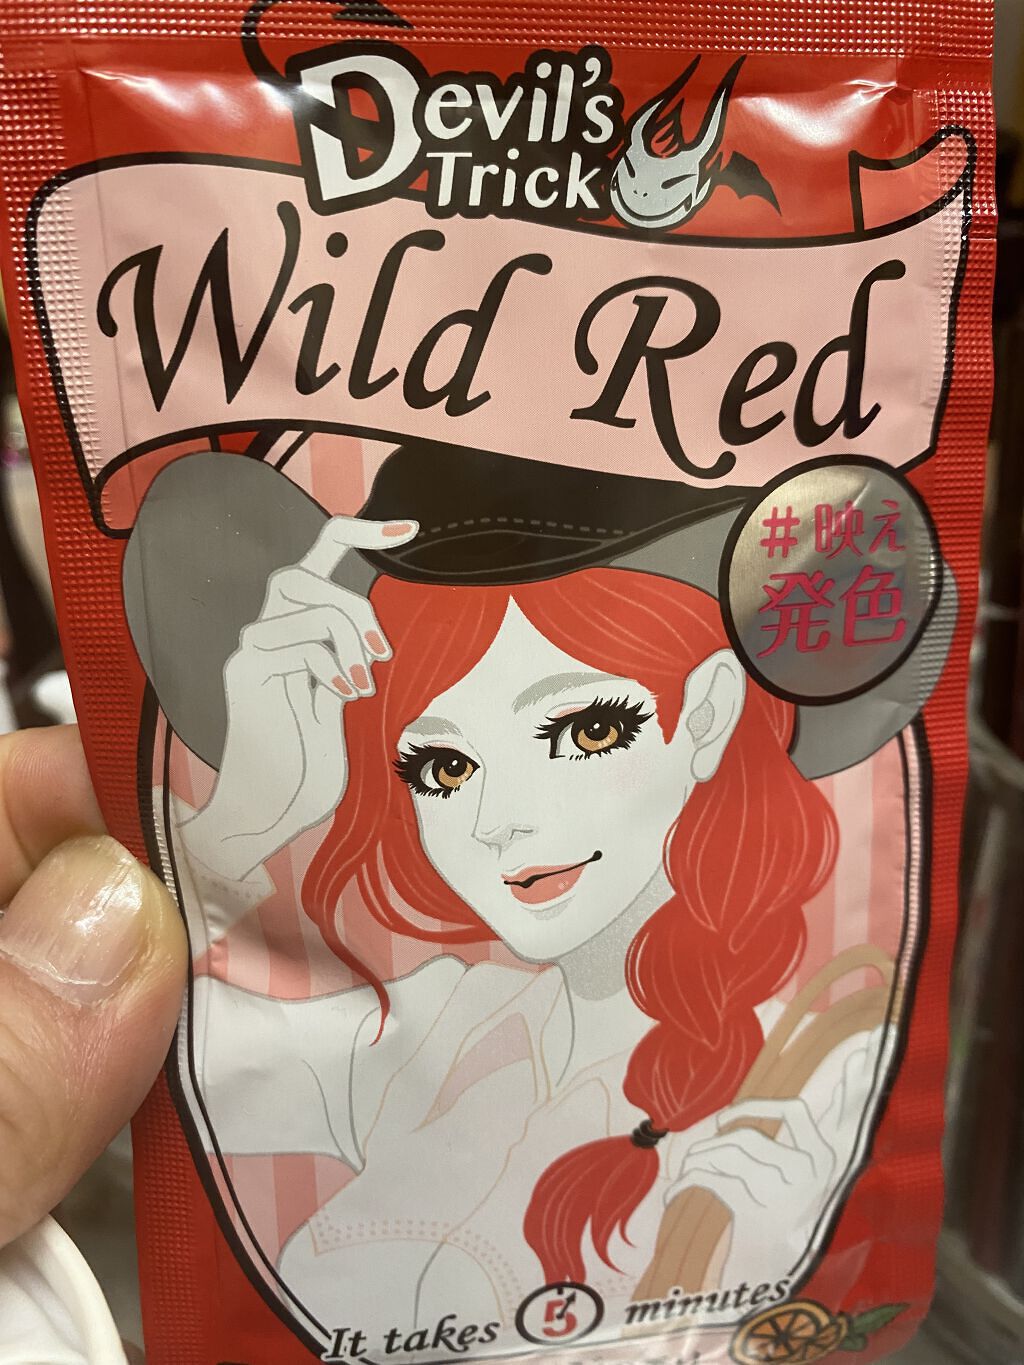 Devil's
Trick
Wild Red
#映え
発色
It takes 5 minutes